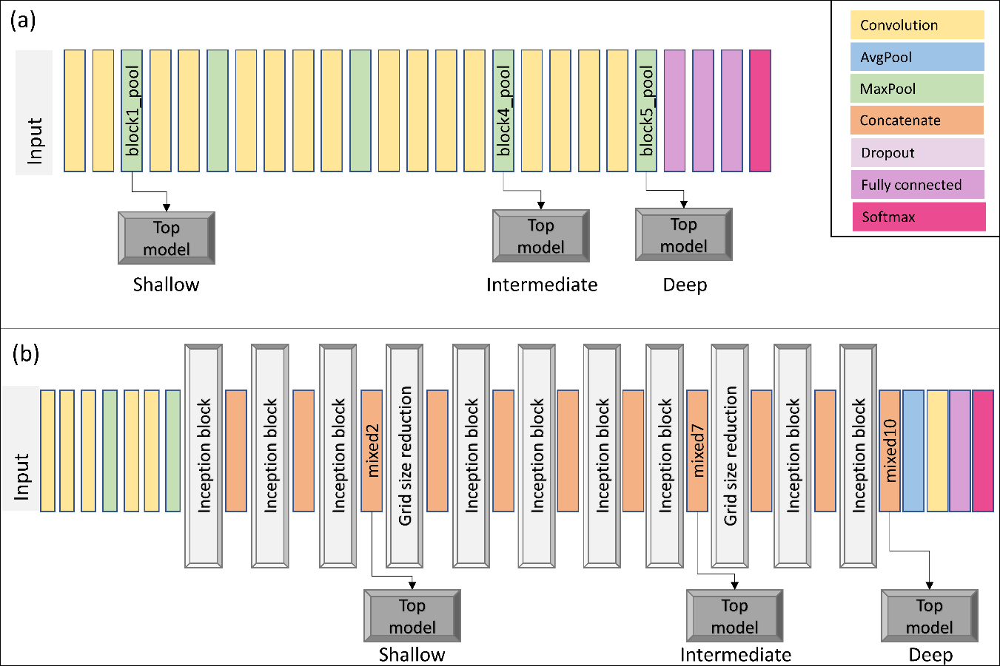 (a)
Input
block1_pool
block4_pool
block5_pool
Top
model
Shallow
Top
model
Intermediate
Top
model
Deep
Convolution
AvgPool
MaxPool
Concatenate
Dropout
Fully connected
Softmax
(b)
Input
Inception block
Inception block
Inception block
mixed2
Grid size reduction
Inception block
Inception block
Inception block
Inception block
mixed7
Grid size reduction
Inception block
Inception block
mixed10
Top
model
Shallow
Top
model
Intermediate
Top
model
Deep